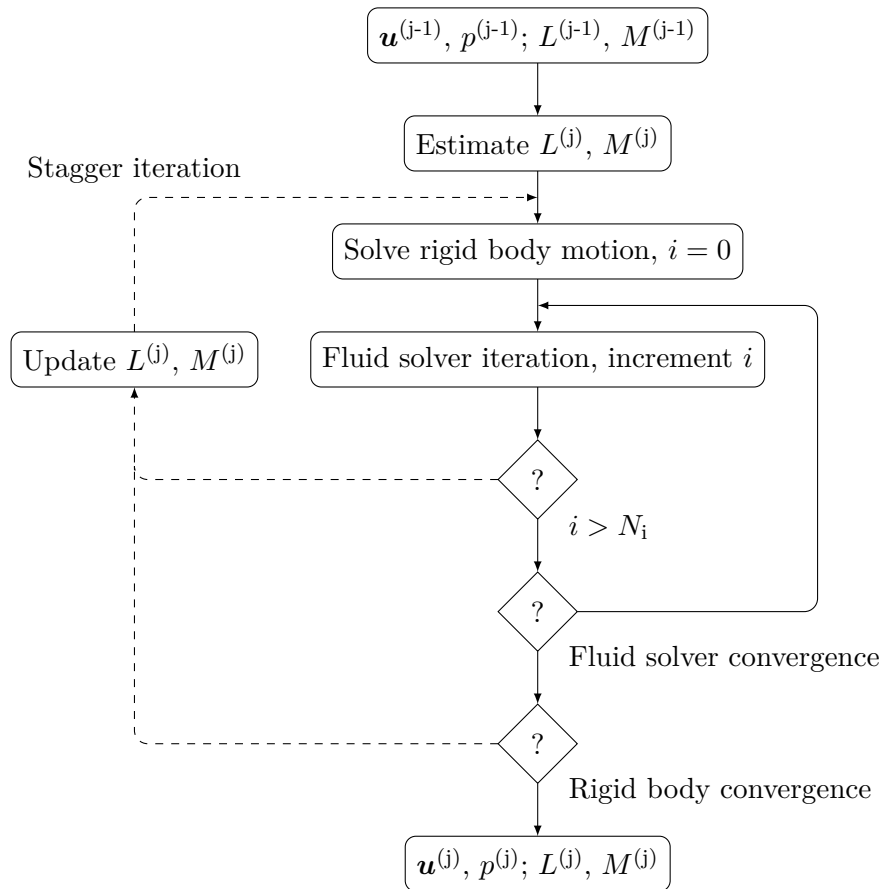 𝒖^(j-1), p^(j-1); L^(j-1), M^(j-1)
Estimate L^(j), M^(j)
Stagger iteration
Solve rigid body motion, i = 0
Update L^(j), M^(j)
Fluid solver iteration, increment i
?
i > N_i
?
Fluid solver convergence
?
Rigid body convergence
𝒖^(j), p^(j); L^(j), M^(j)